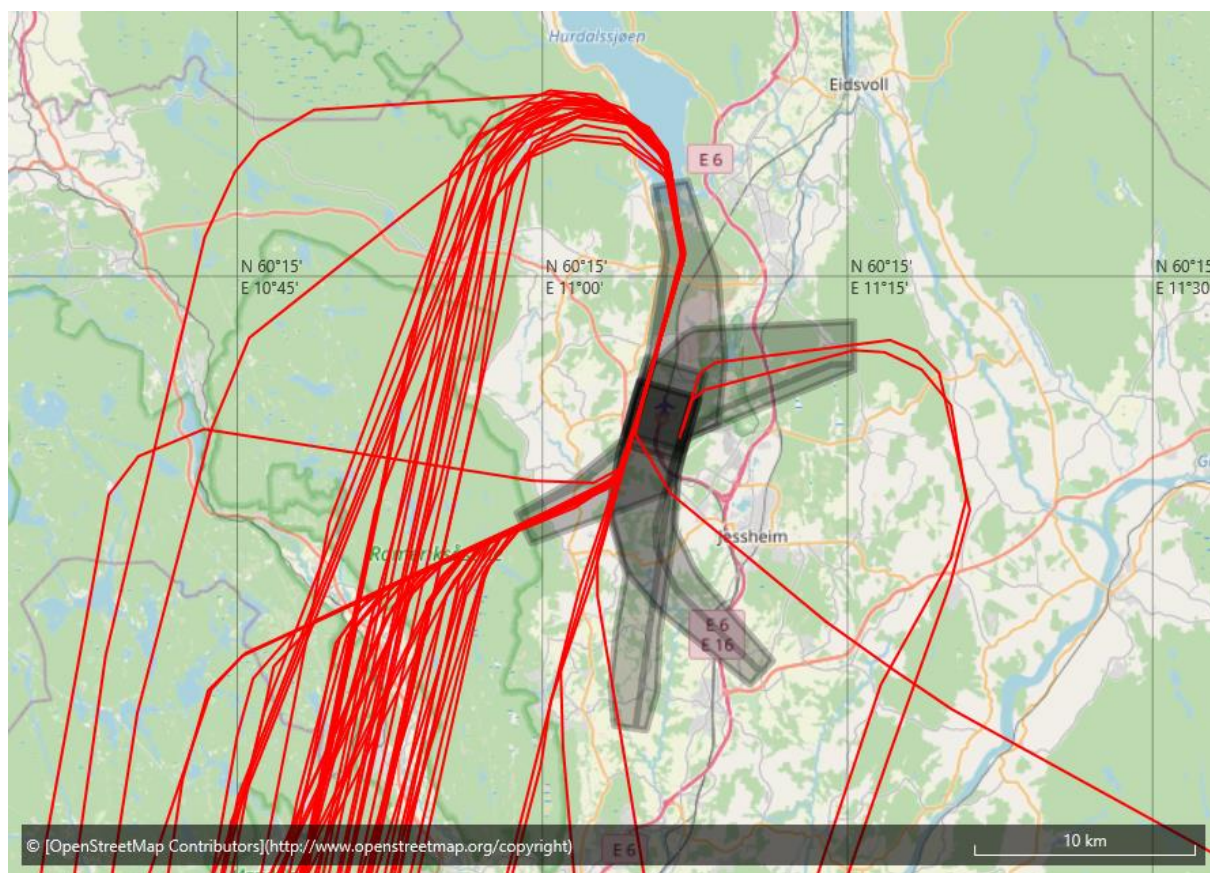 Hurdalssjøen
Eidsvoll
E 6
N 60°15'
E 10°45'
N 60°15'
E 11°00'
N 60°15'
E 11°15'
N 60°15
E 11°30
Jessheim
E 6
E 16
© [OpenStreetMap Contributors](http://www.openstreetmap.org/copyright)
E 6
10 km